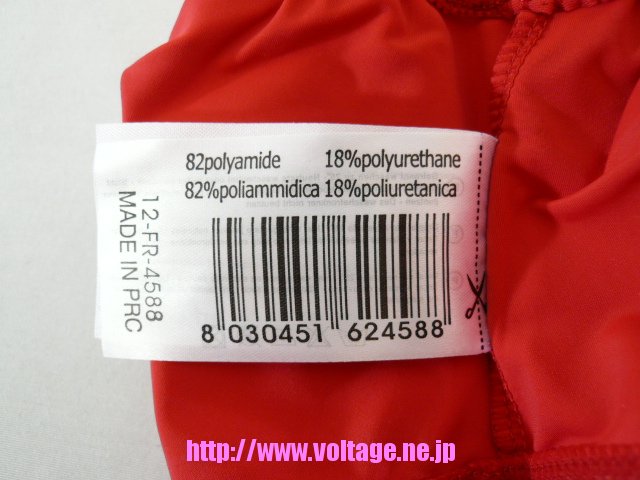 82polyamide 18%polyurethane
82%poliammidica 18%poliuretanica
12-FR-4588
MADE IN PRC
8 030451 624588
http://www.voltage.ne.jp